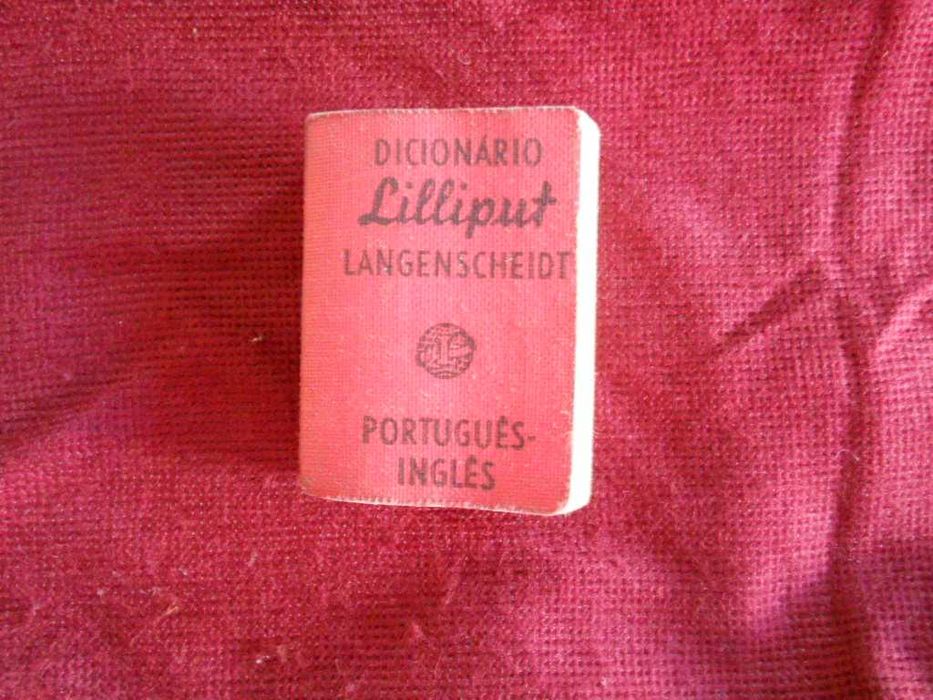 DICIONÁRIO
Lilliput
LANGENSCHEIDT
L
PORTUGUÊS-
INGLÊS